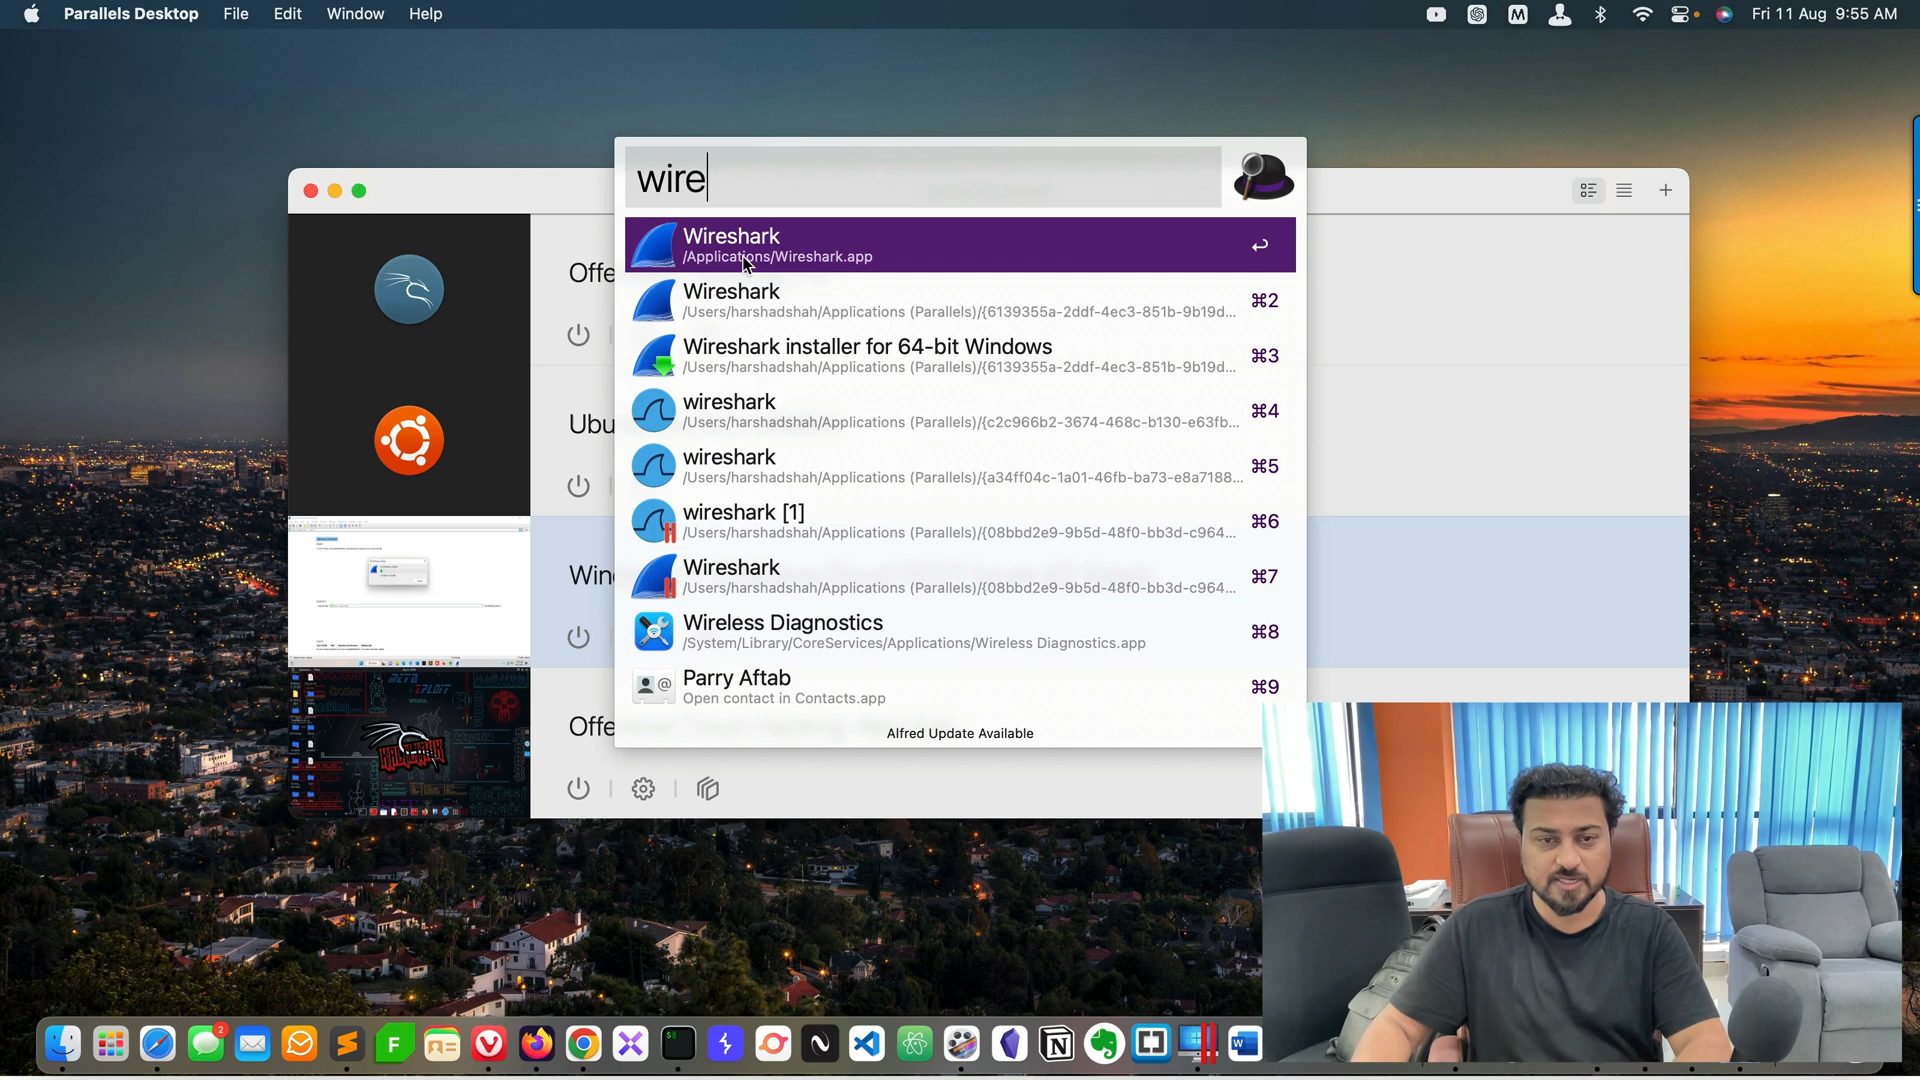 Parallels Desktop File Edit Window Help
M
Fri 11 Aug 9:55 AM
wire
Wireshark
/Applications/Wireshark.app
Wireshark
/Users/harshadshah/Applications (Parallels)/{6139355a-2ddf-4ec3-851b-9b19d...
⌘2
Wireshark installer for 64-bit Windows
/Users/harshadshah/Applications (Parallels)/{6139355a-2ddf-4ec3-851b-9b19d...
⌘3
wireshark
/Users/harshadshah/Applications (Parallels)/{c2c966b2-3674-468c-b130-e63fb...
⌘4
wireshark
/Users/harshadshah/Applications (Parallels)/{a34ff04c-1a01-46fb-ba73-e8a7188...
⌘5
wireshark [1]
/Users/harshadshah/Applications (Parallels)/{08bbd2e9-9b5d-48f0-bb3d-c964...
⌘6
Wireshark
/Users/harshadshah/Applications (Parallels)/{08bbd2e9-9b5d-48f0-bb3d-c964...
⌘7
Wireless Diagnostics
/System/Library/CoreServices/Applications/Wireless Diagnostics.app
⌘8
Parry Aftab
Open contact in Contacts.app
⌘9
Alfred Update Available
Offe
Ubu
Wind
Offe
2
F
W